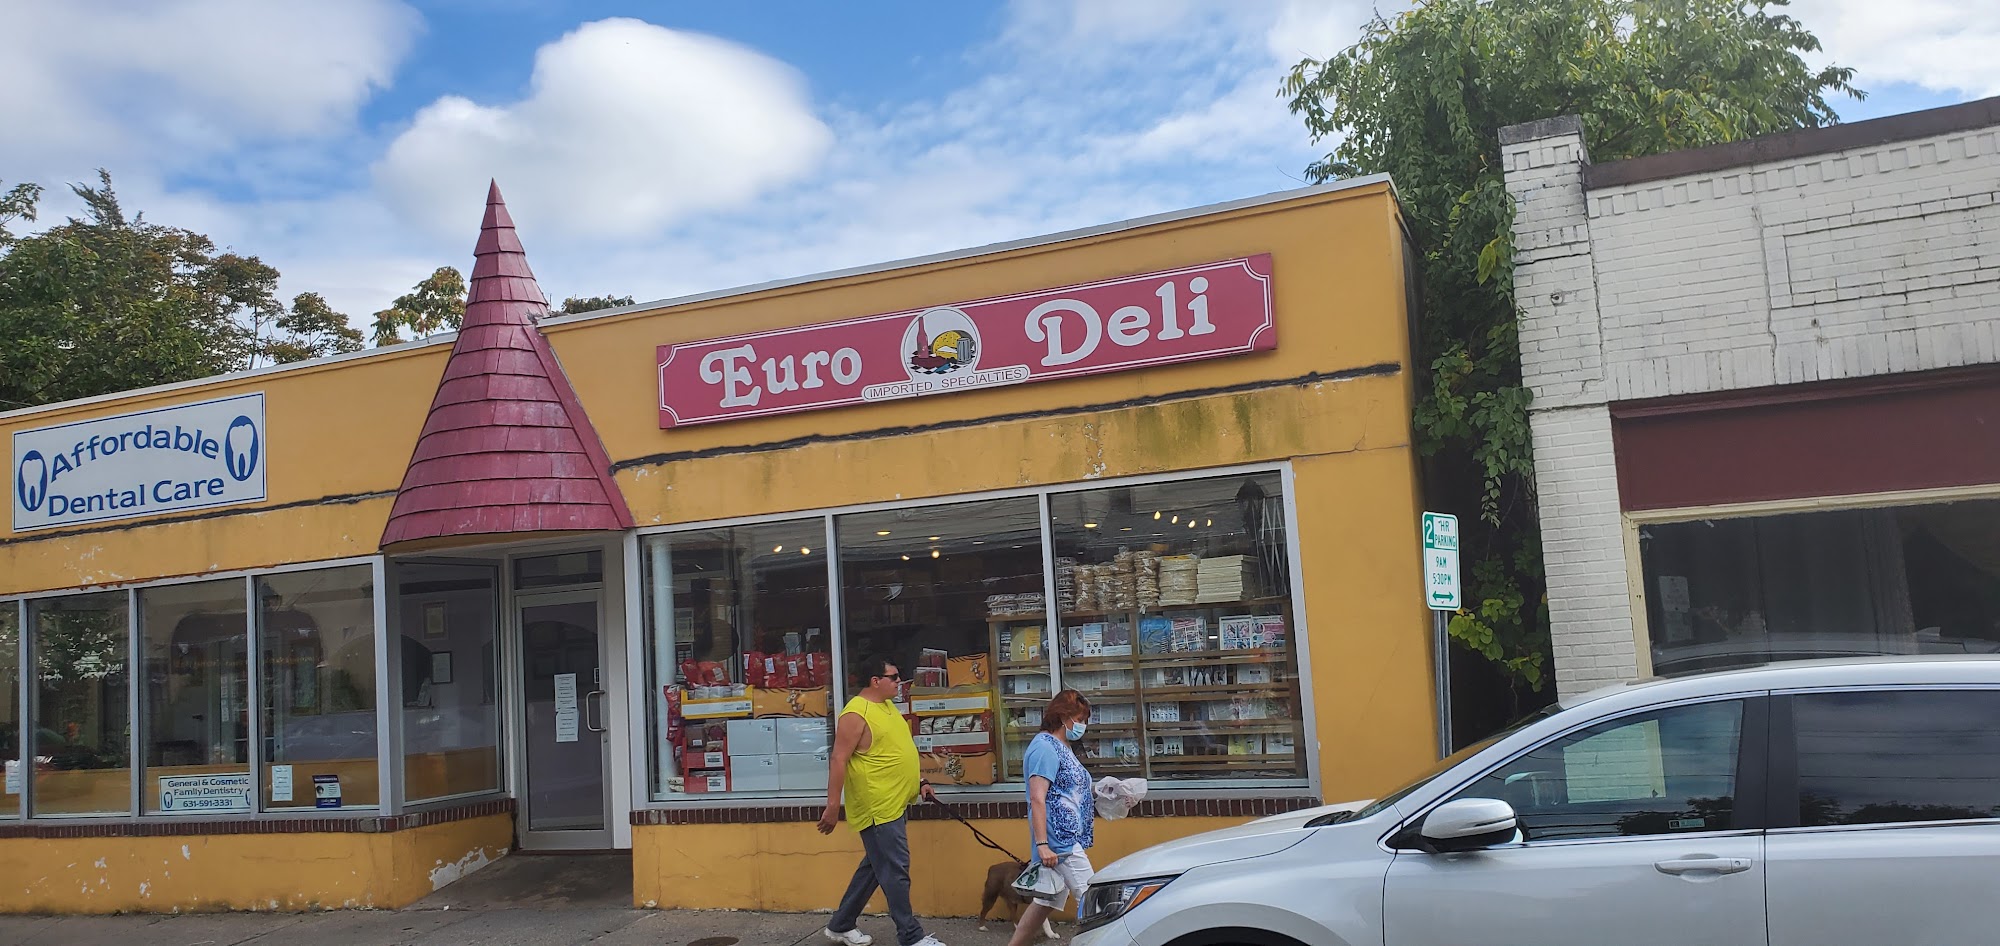 Affordable
Dental Care
Euro Deli
IMPORTED SPECIALTIES
2 HR
PARKING
9AM
5:30PM
General & Cosmetic
Family Dentistry
631-591-3331